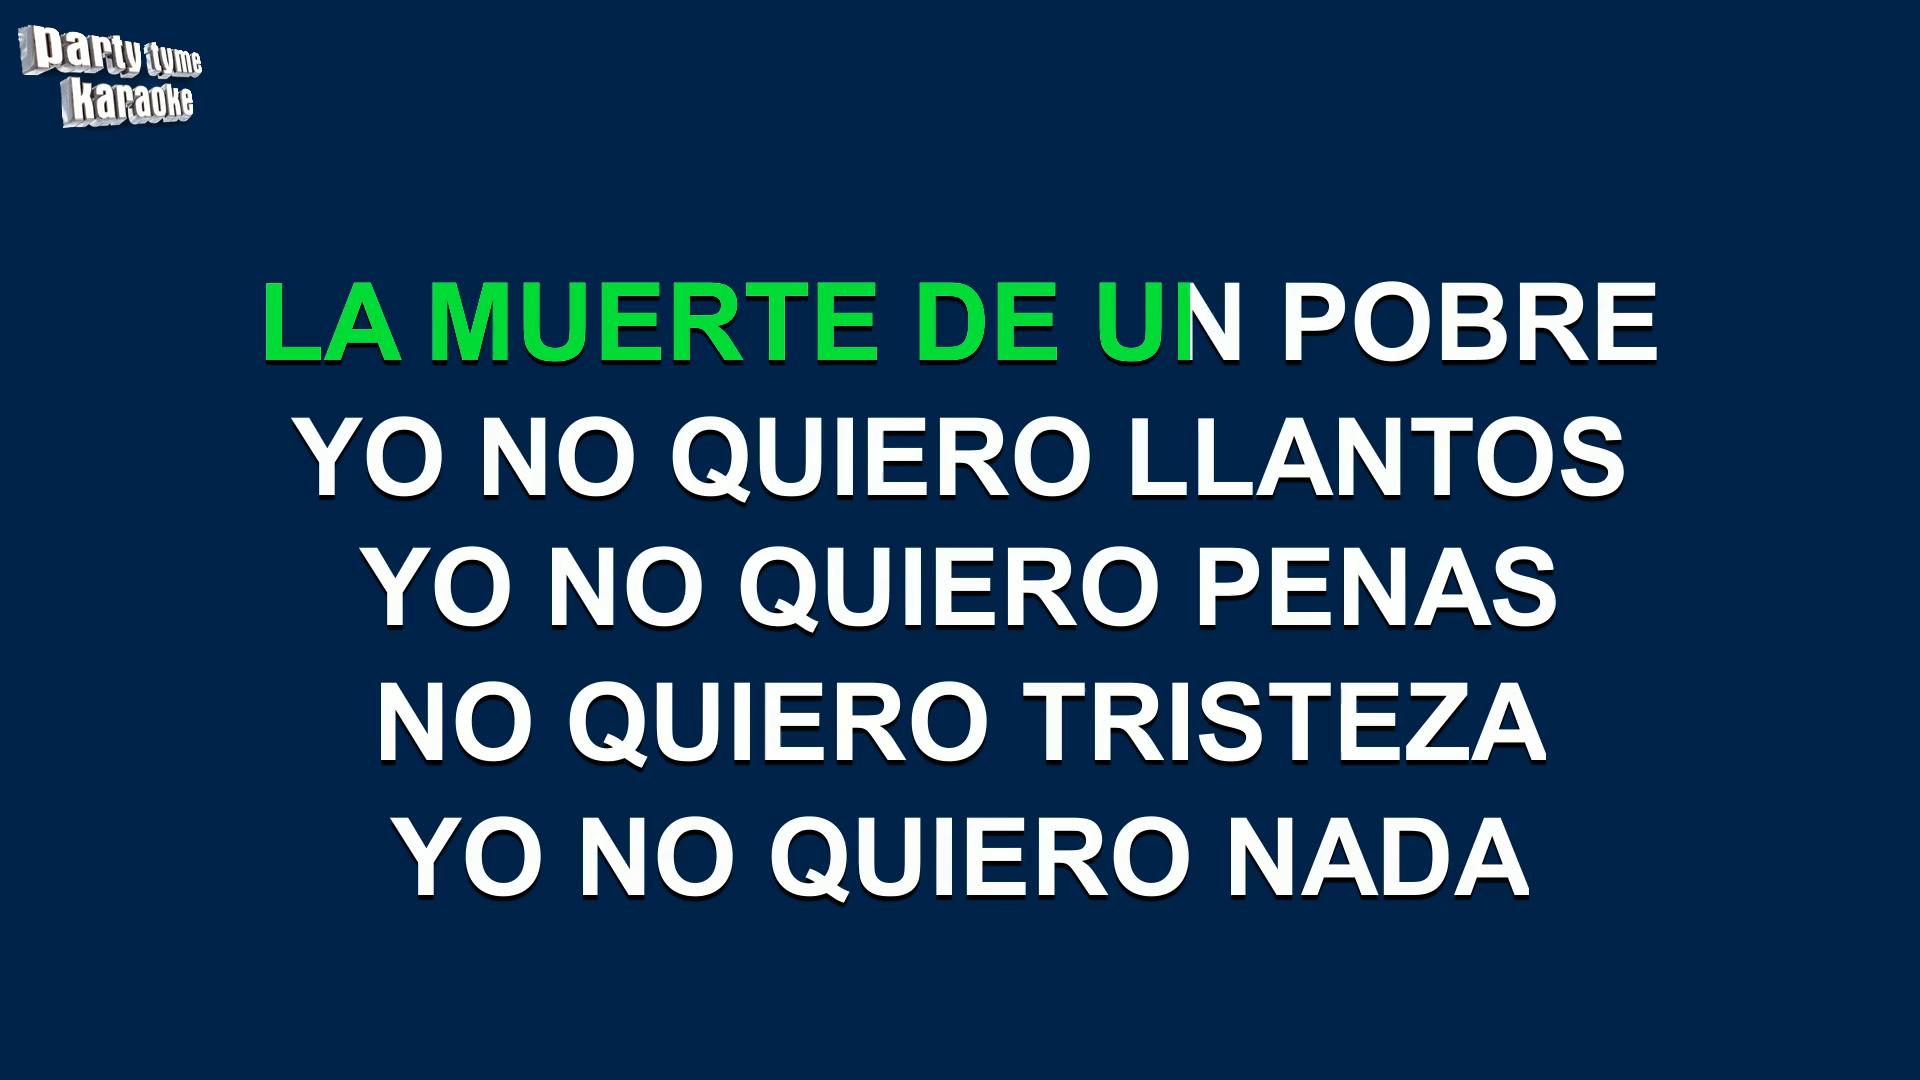 party tyme
karaoke
LA MUERTE DE UN POBRE
YO NO QUIERO LLANTOS
YO NO QUIERO PENAS
NO QUIERO TRISTEZA
YO NO QUIERO NADA